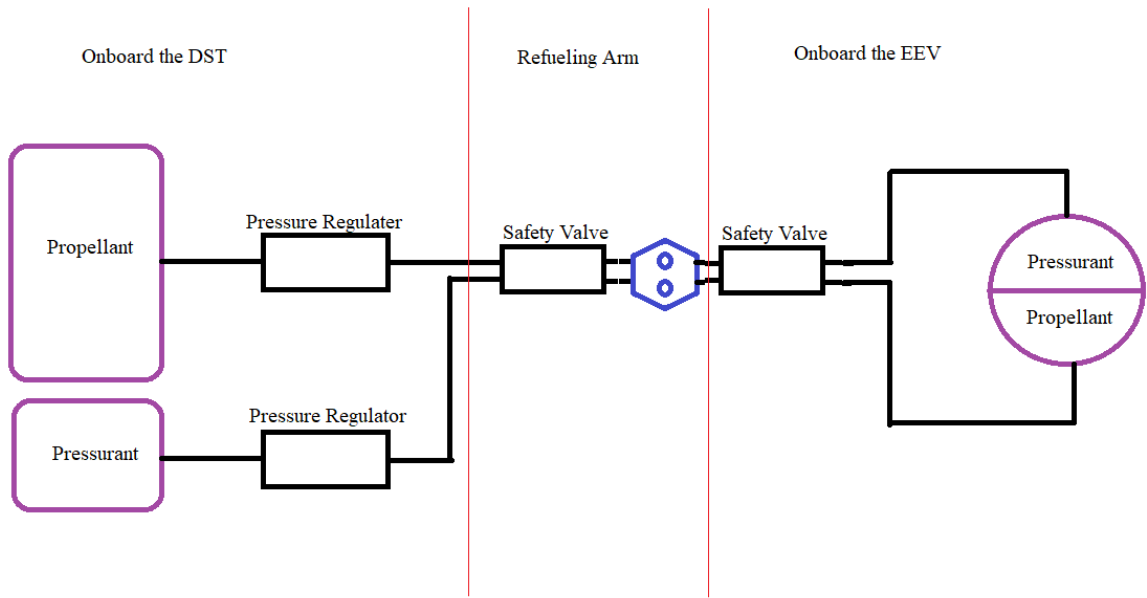 Onboard the DST
Refueling Arm
Onboard the EEV
Propellant
Pressure Regulater
Safety Valve
Safety Valve
Pressurant
Propellant
Pressure Regulator
Pressurant